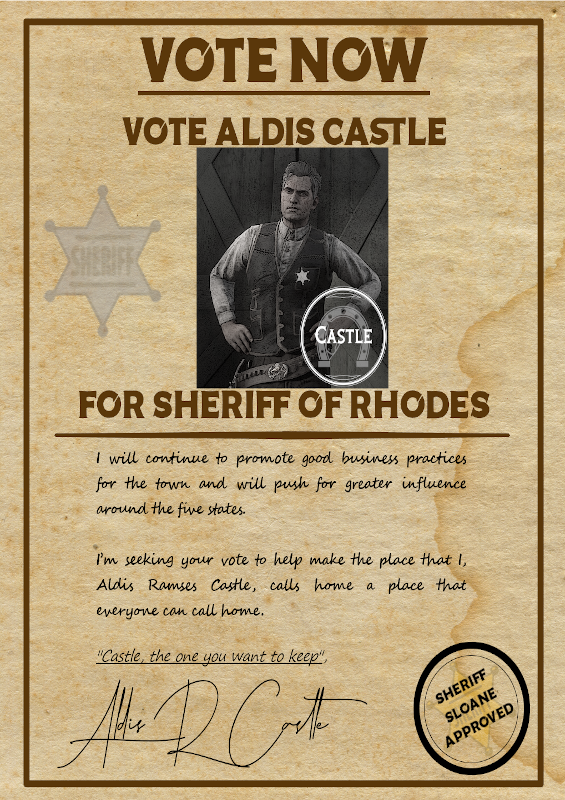 VOTE NOW
VOTE ALDIS CASTLE
SHERIFF
CASTLE
FOR SHERIFF OF RHODES
I will continue to promote good business practices
for the town and will push for greater influence
around the five states.
I'm seeking your vote to help make the place that I,
Aldis Ramses Castle, calls home a place that
everyone can call home.
"Castle, the one you want to keep",
Aldis R Castle
SHERIFF
SLOANE
APPROVED